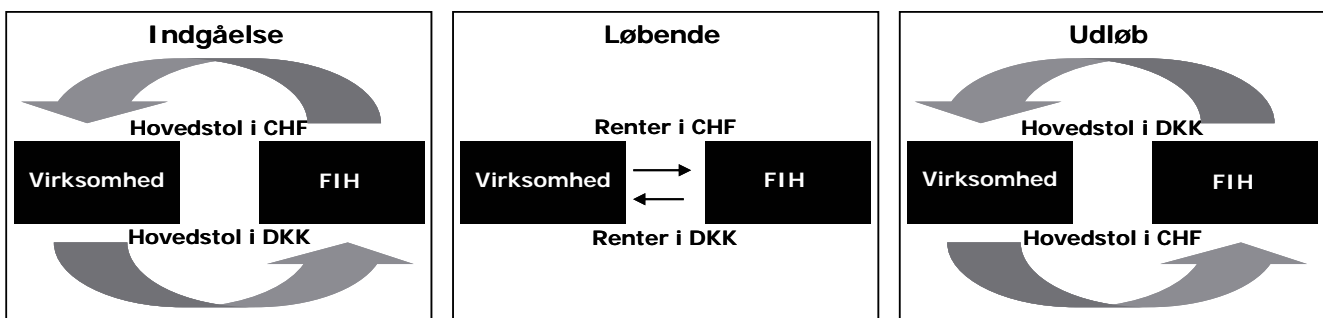 Indgåelse
Hovedstol i CHF
Virksomhed
FIH
Hovedstol i DKK
Løbende
Renter i CHF
Virksomhed
FIH
Renter i DKK
Udløb
Hovedstol i DKK
Virksomhed
FIH
Hovedstol i CHF